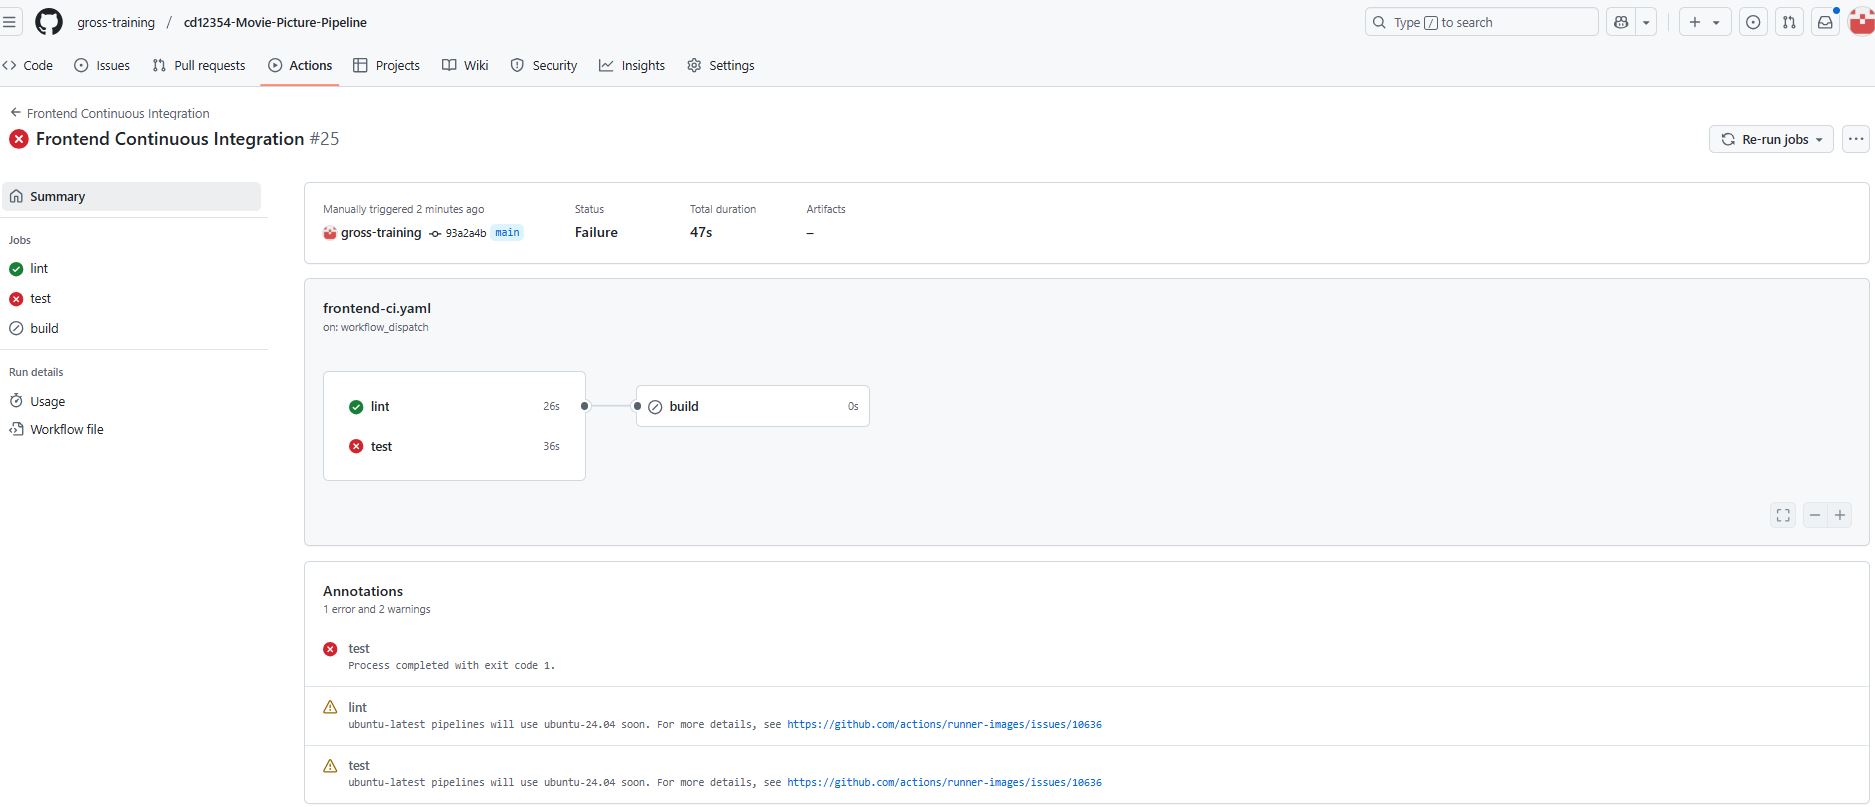 gross-training / cd12354-Movie-Picture-Pipeline
Type / to search
Code Issues Pull requests Actions Projects Wiki Security Insights Settings
Frontend Continuous Integration
Frontend Continuous Integration #25
Re-run jobs
Summary
Jobs
lint
test
build
Run details
Usage
Workflow file
Manually triggered 2 minutes ago
gross-training 93a2a4b main
Status
Failure
Total duration
47s
Artifacts
–
frontend-ci.yaml
on: workflow_dispatch
lint 26s
test 36s
build 0s
Annotations
1 error and 2 warnings
test
Process completed with exit code 1.
lint
ubuntu-latest pipelines will use ubuntu-24.04 soon. For more details, see https://github.com/actions/runner-images/issues/10636
test
ubuntu-latest pipelines will use ubuntu-24.04 soon. For more details, see https://github.com/actions/runner-images/issues/10636